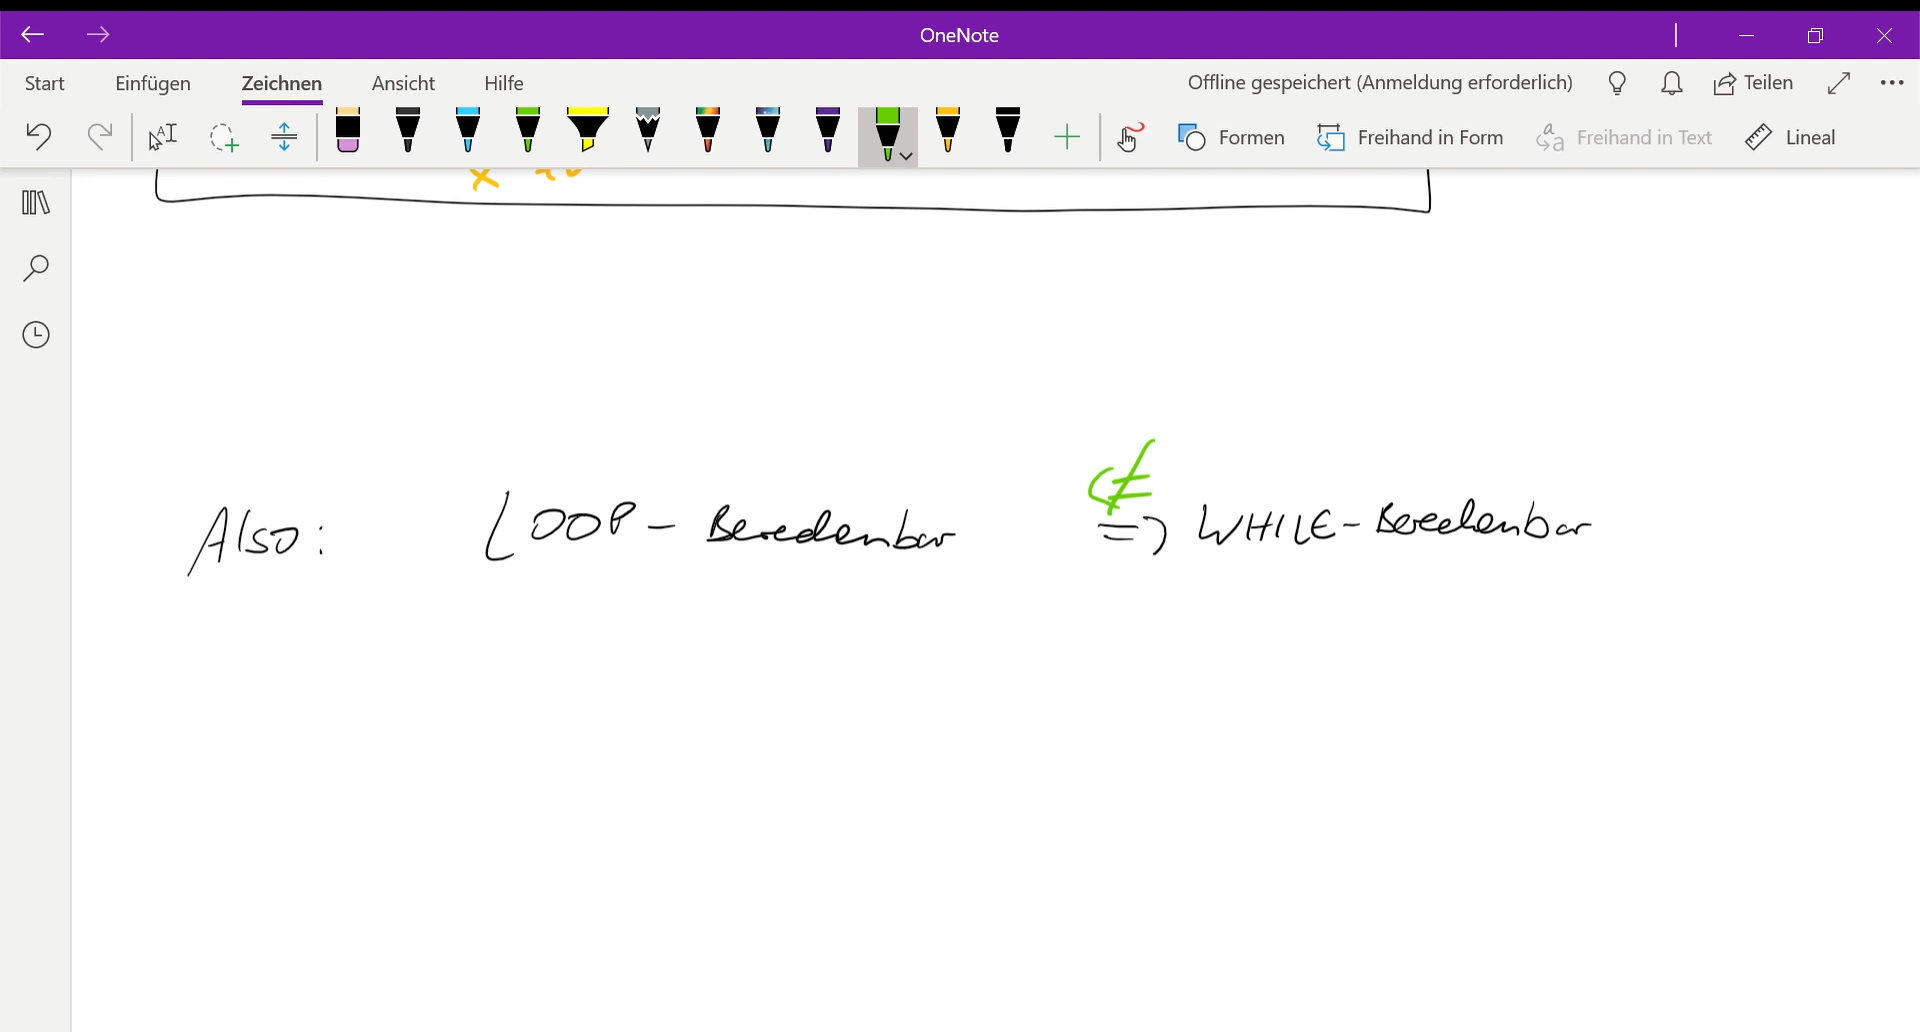 OneNote
Start Einfügen Zeichnen Ansicht Hilfe Offline gespeichert (Anmeldung erforderlich) Teilen
Formen Freihand in Form Freihand in Text Lineal
⇍
Also: LOOP-Berechenbar => WHILE-Berechenbar